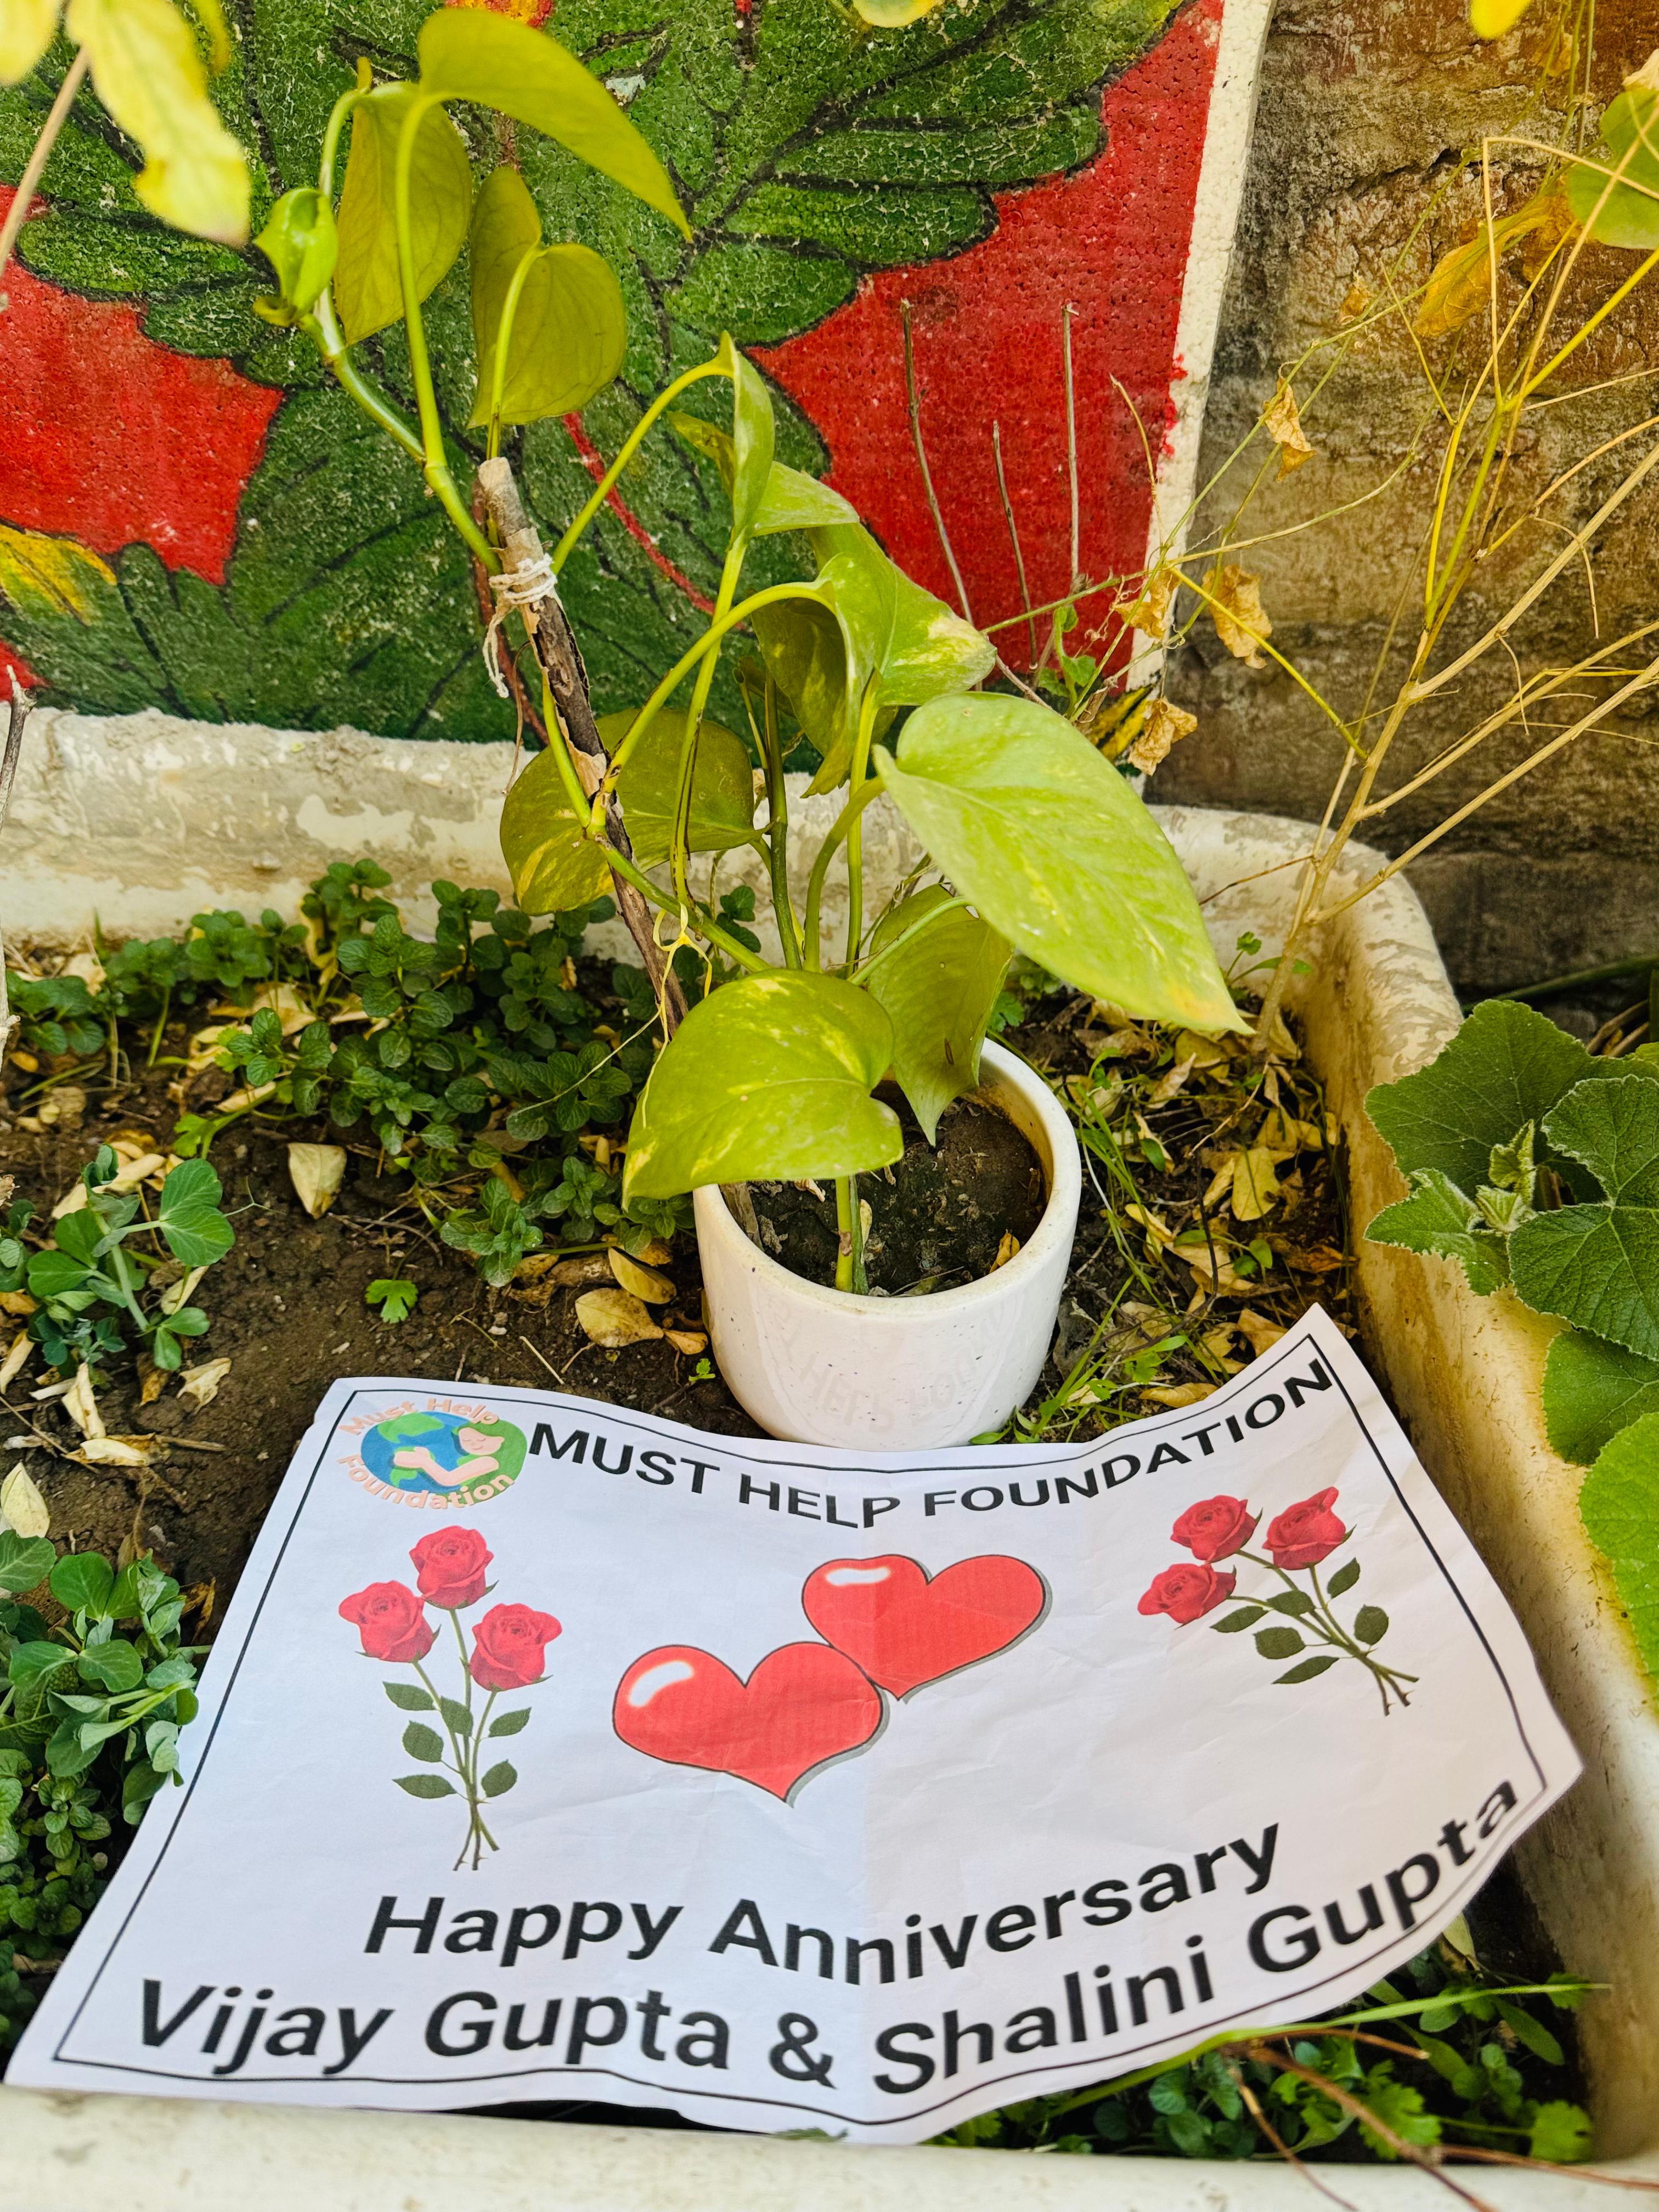 Must Help
Foundation
MUST HELP FOUNDATION
Happy Anniversary
Vijay Gupta & Shalini Gupta